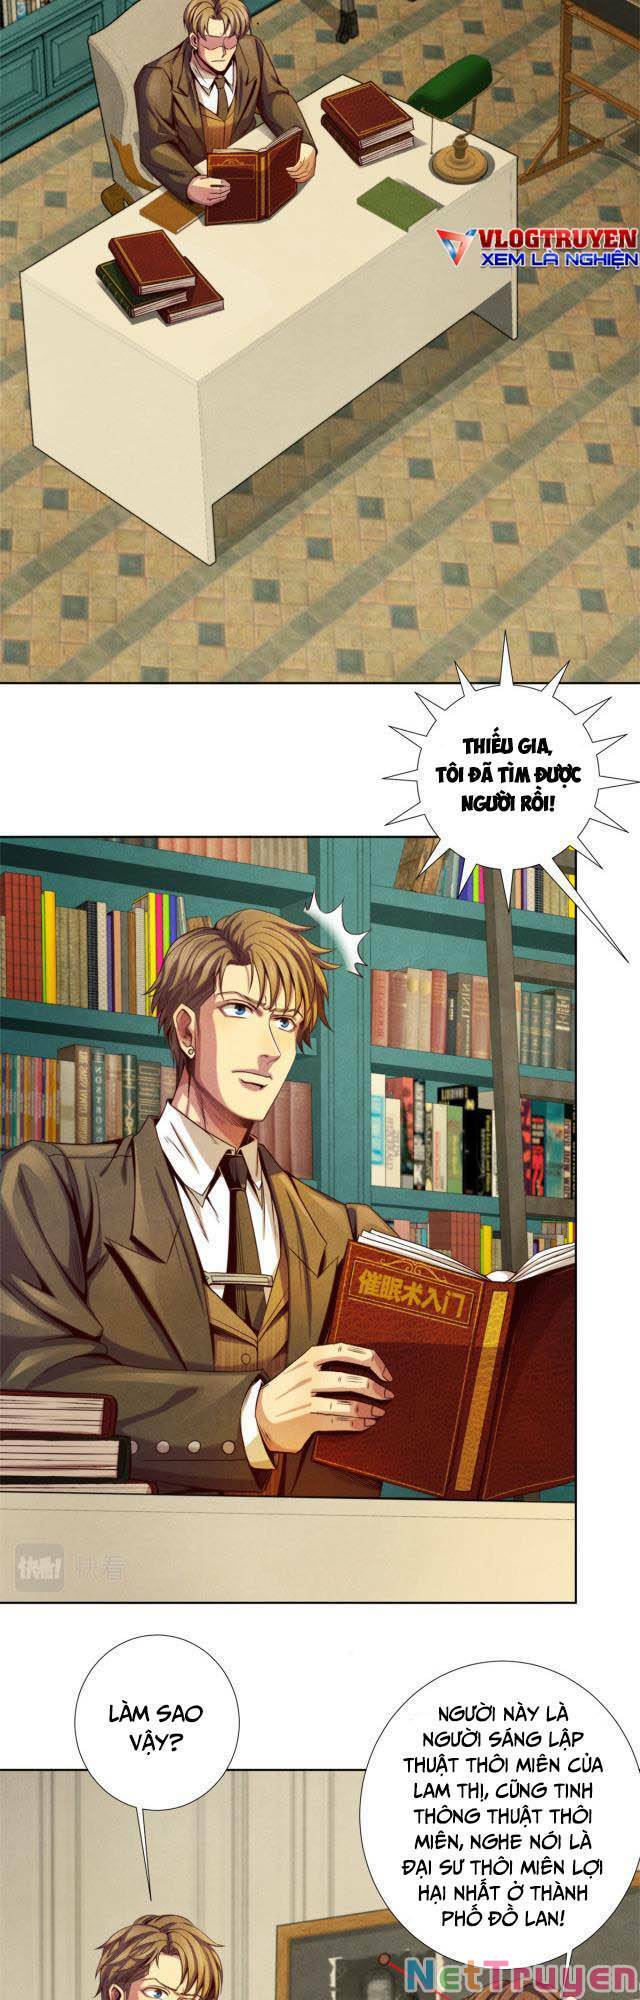 VLOGTRUYEN
XEM LÀ NGHIỆN
THIẾU GIA,
TÔI ĐÃ TÌM ĐƯỢC
NGƯỜI RỒI!
催眠术入门
快看! 快看
LÀM SAO
VẬY?
NGƯỜI NÀY LÀ
NGƯỜI SÁNG LẬP
THUẬT THÔI MIÊN CỦA
LAM THỊ, CŨNG TINH
THÔNG THUẬT THÔI
MIÊN, NGHE NÓI LÀ
ĐẠI SƯ THÔI MIÊN LỢI
HẠI NHẤT Ở THÀNH
PHỐ ĐỒ LAN!
NetTruyen